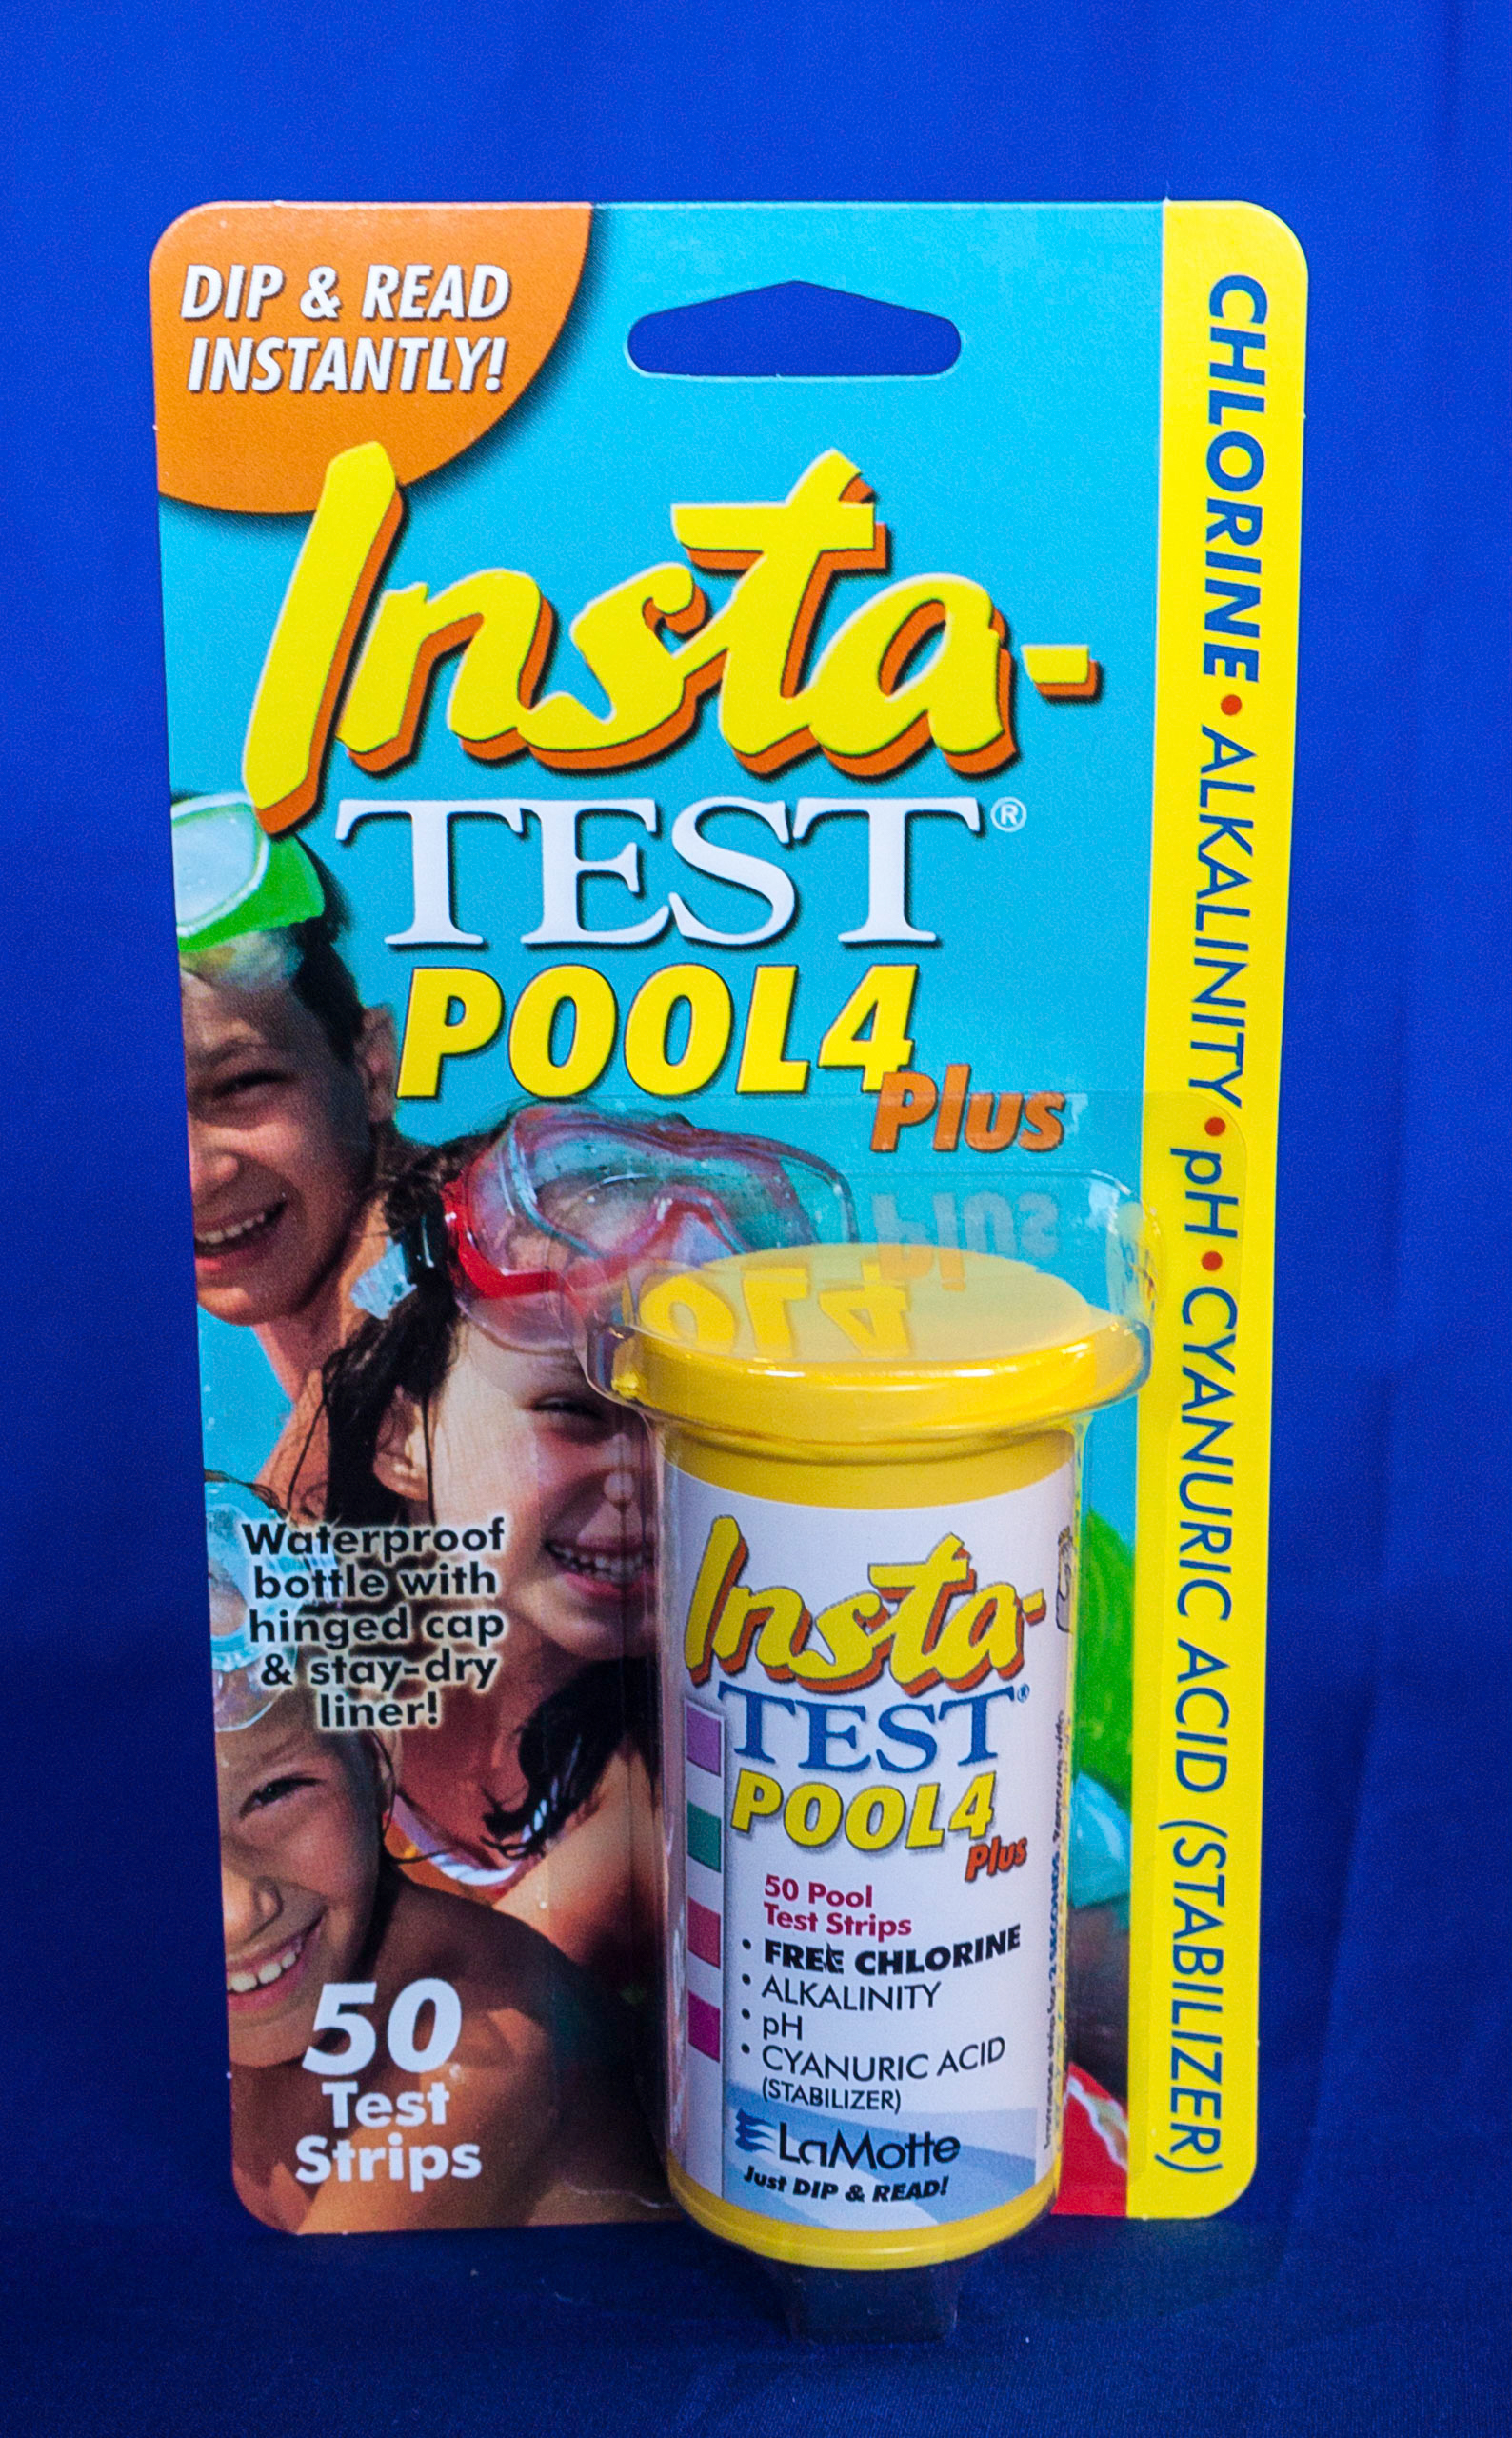 DIP & READ
INSTANTLY!
Insta-
TEST®
POOL4
Plus
CHLORINE • ALKALINITY • pH • CYANURIC ACID (STABILIZER)
Waterproof
bottle with
hinged cap
& stay-dry
liner!
50
Test
Strips
Insta-
TEST®
POOL4
Plus
50 Pool
Test Strips
• FREE CHLORINE
• ALKALINITY
• pH
• CYANURIC ACID
(STABILIZER)
LaMotte
Just DIP & READ!